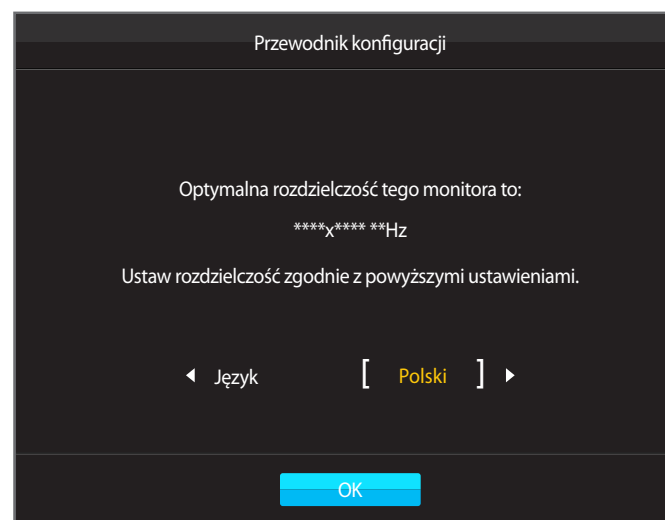 Przewodnik konfiguracji
Optymalna rozdzielczość tego monitora to:
****x**** **Hz
Ustaw rozdzielczość zgodnie z powyższymi ustawieniami.
Język [ Polski ]
OK